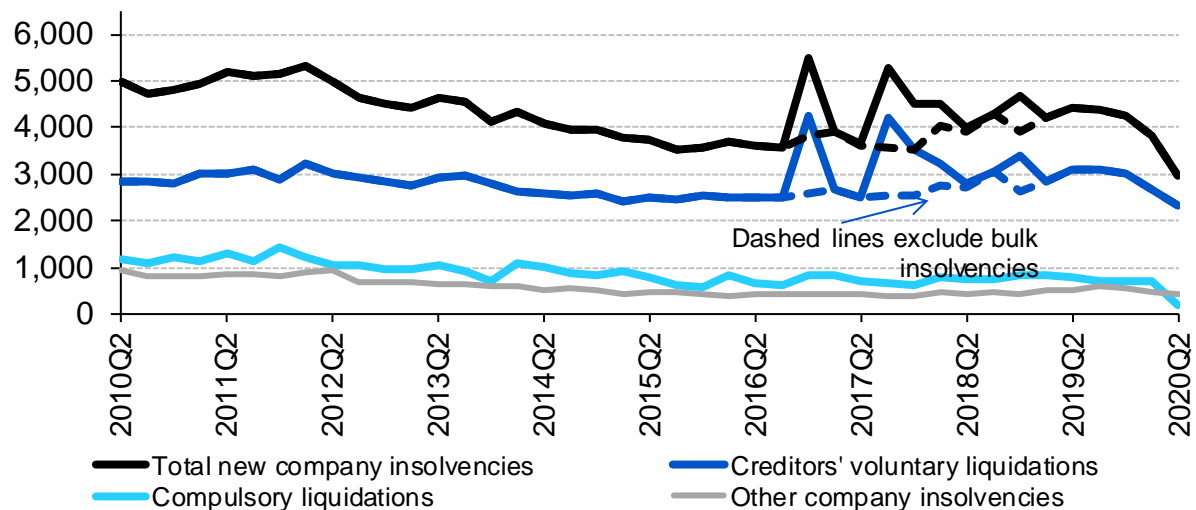 6,000
5,000
4,000
3,000
2,000
1,000
0
Dashed lines exclude bulk
insolvencies
2010Q2
2011Q2
2012Q2
2013Q2
2014Q2
2015Q2
2016Q2
2017Q2
2018Q2
2019Q2
2020Q2
Total new company insolvencies
Creditors' voluntary liquidations
Compulsory liquidations
Other company insolvencies